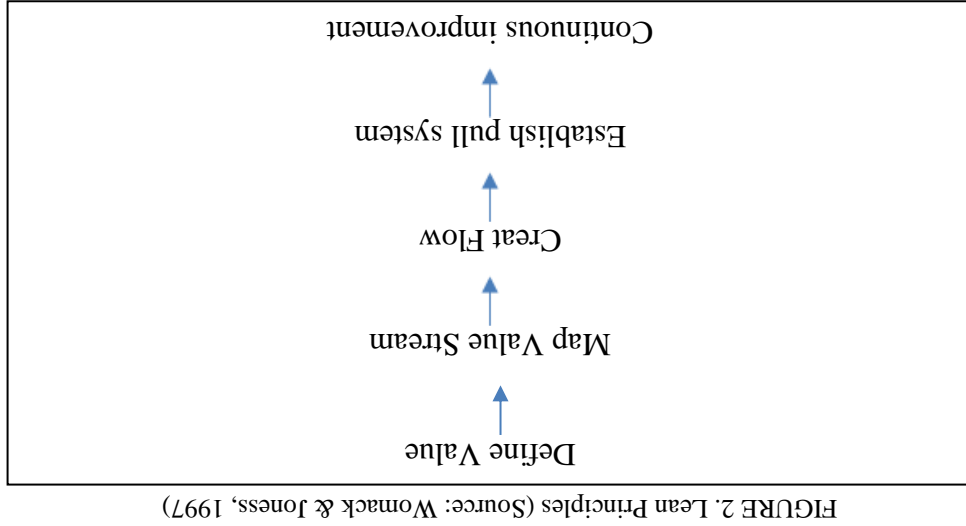 FIGURE 2. Lean Principles (Source: Womack & Joness, 1997)
Define Value
Map Value Stream
Creat Flow
Establish pull system
Continuous improvement